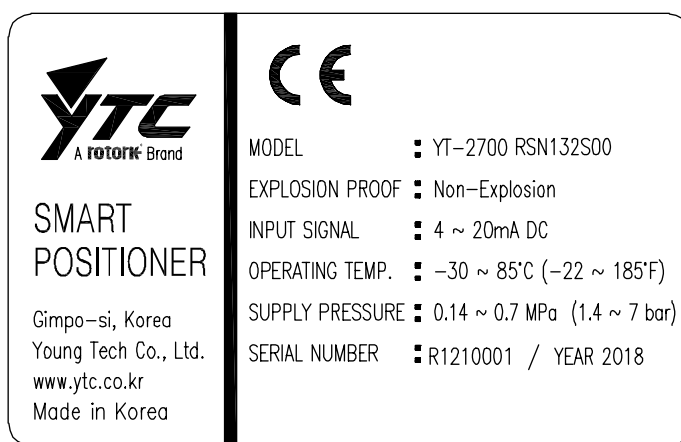 YTC
A rotork Brand
SMART
POSITIONER
Gimpo-si, Korea
Young Tech Co., Ltd.
www.ytc.co.kr
Made in Korea
CE
MODEL : YT-2700 RSN132S00
EXPLOSION PROOF : Non-Explosion
INPUT SIGNAL : 4 ~ 20mA DC
OPERATING TEMP. : -30 ~ 85°C (-22 ~ 185°F)
SUPPLY PRESSURE : 0.14 ~ 0.7 MPa (1.4 ~ 7 bar)
SERIAL NUMBER : R1210001 / YEAR 2018